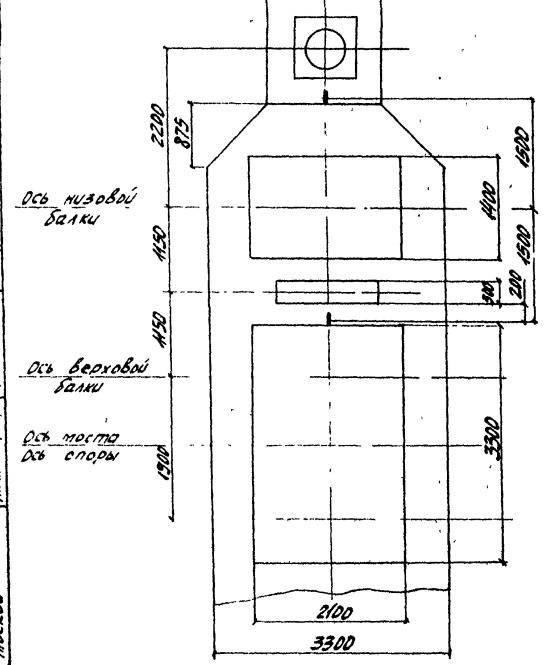 2200
875
1500
Ось низовой
балки
1400
1150
1500
300
200
1150
Ось верховой
балки
Ось моста
Ось опоры
1900
3300
2100
3300